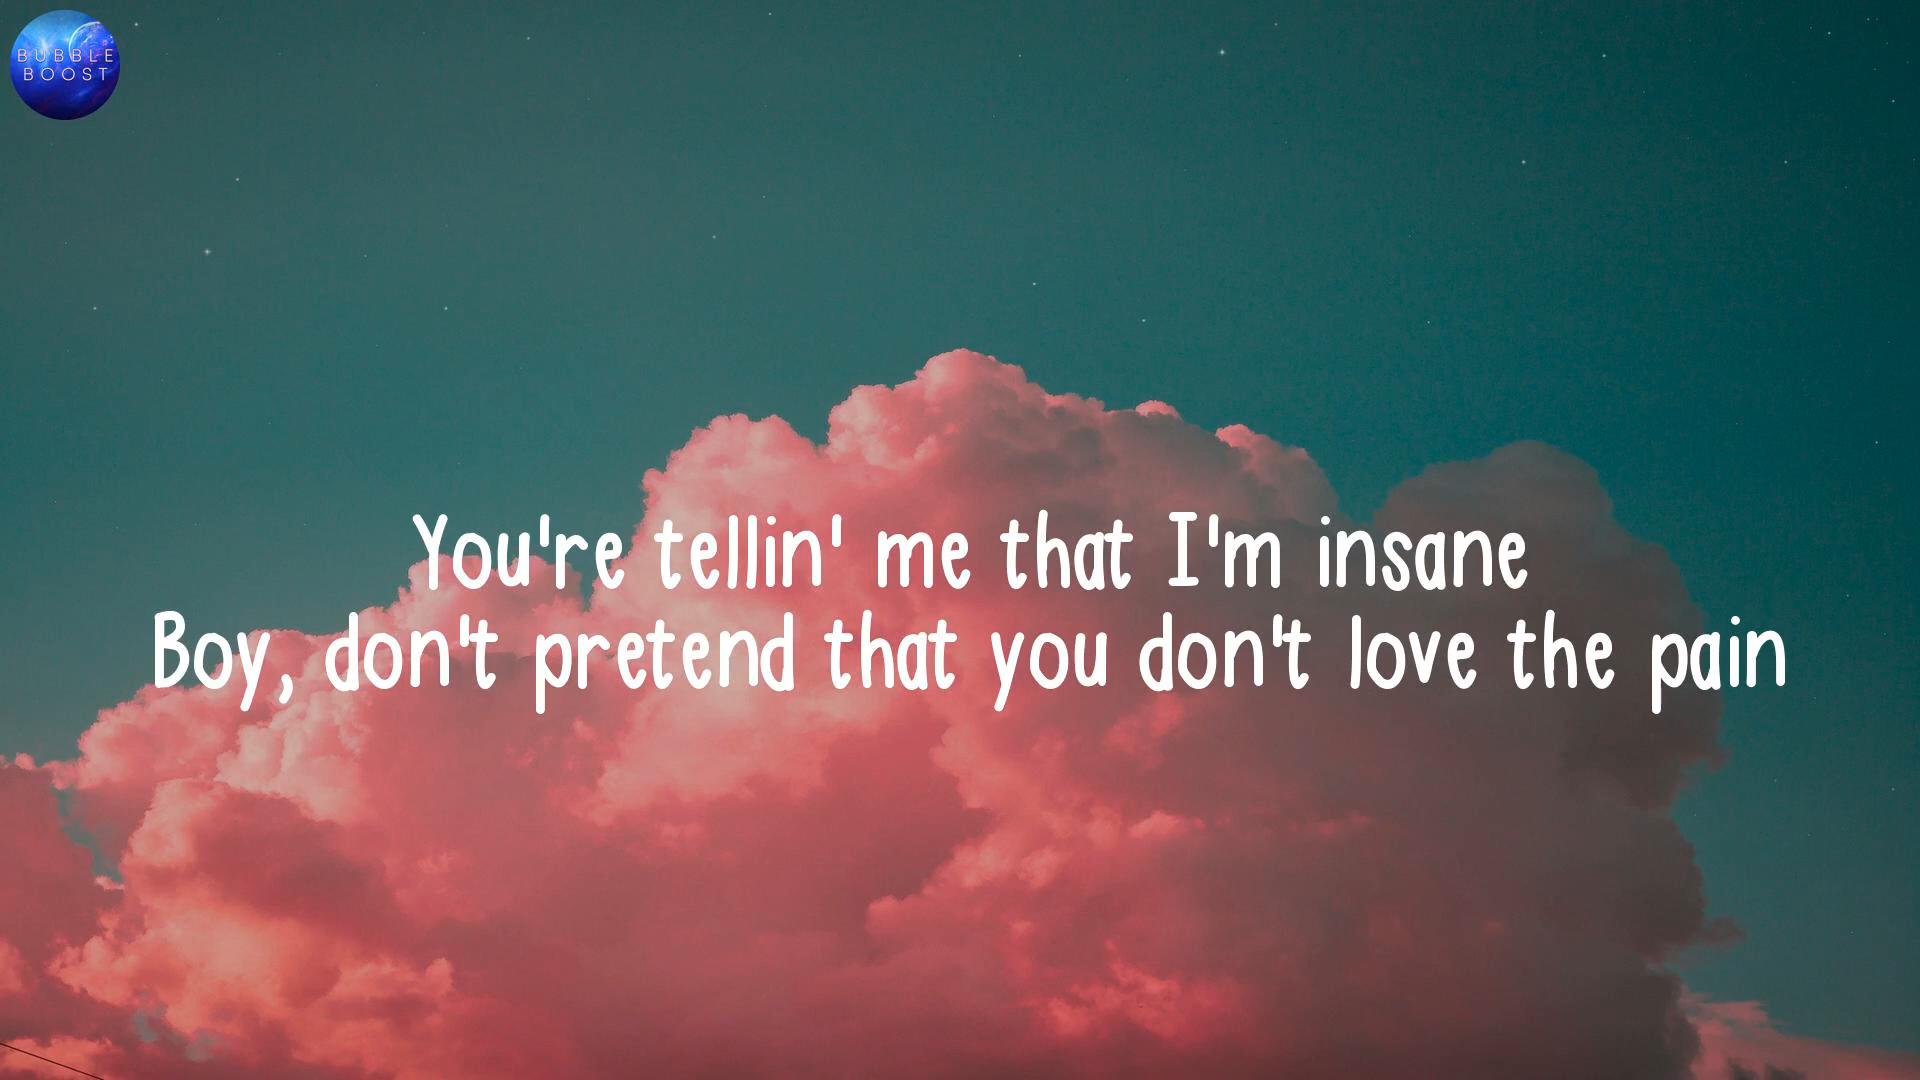 BUBBLE
BOOST
You're tellin' me that I'm insane
Boy, don't pretend that you don't love the pain